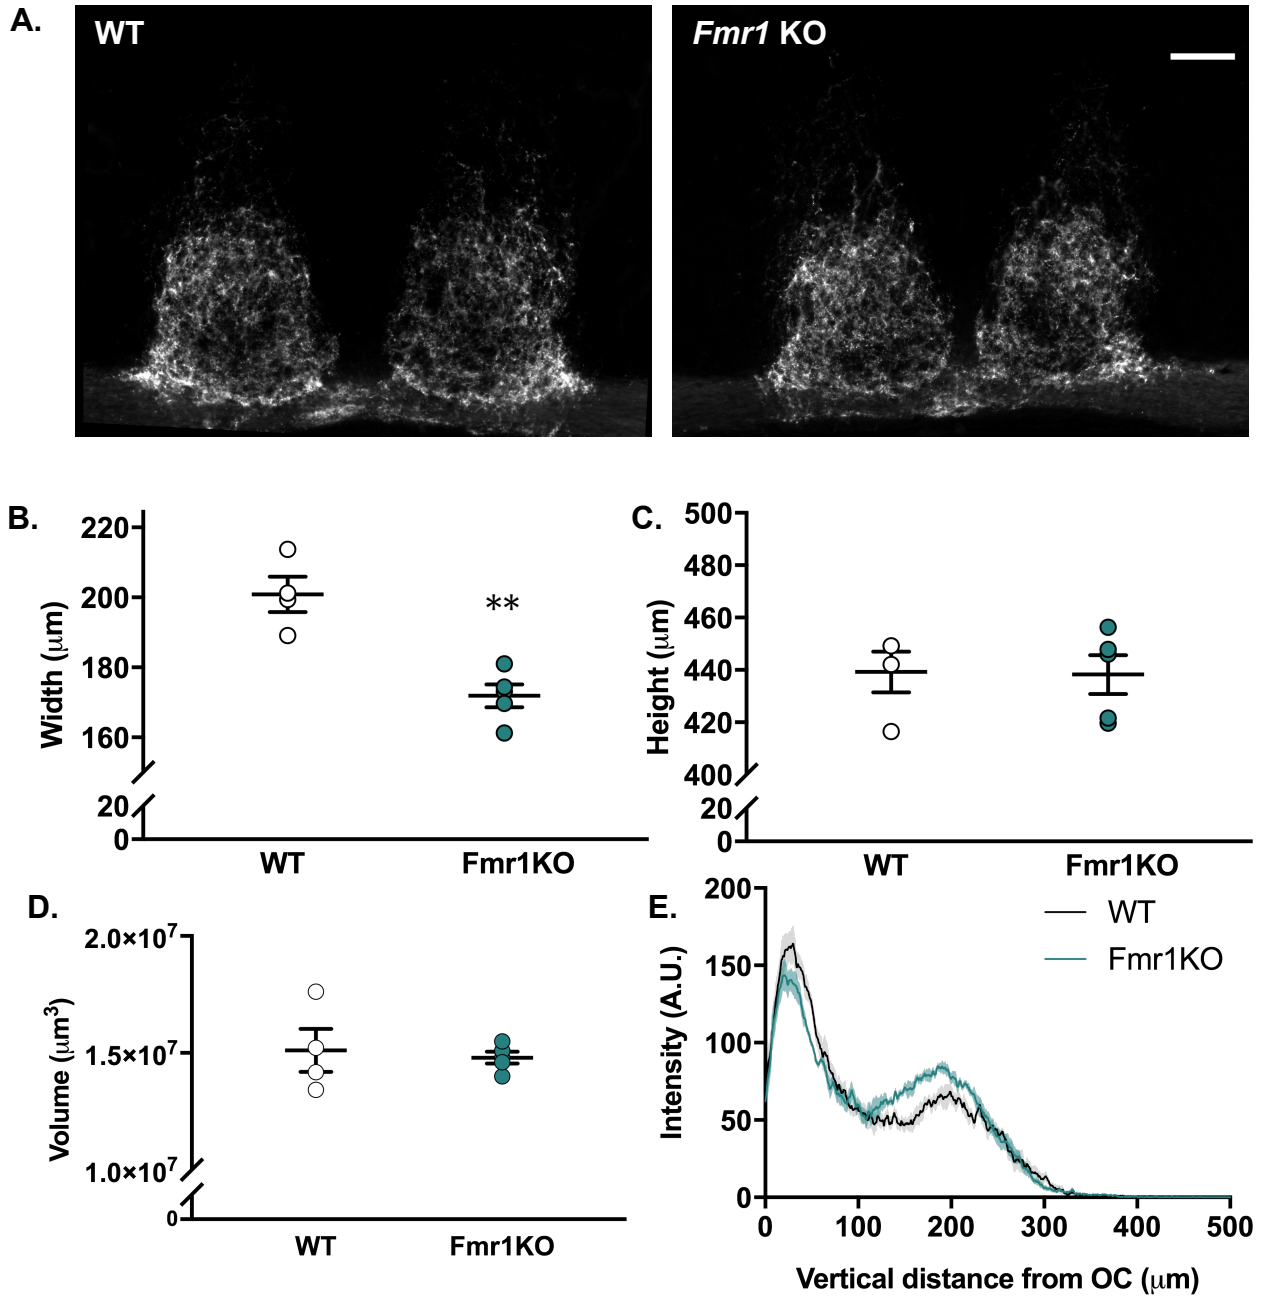 A.
WT
Fmr1 KO
B.
220
200
180
160
20
0
Width (μm)
**
WT
Fmr1KO
C.
500
480
460
440
420
400
20
0
Height (μm)
WT
Fmr1KO
D.
2.0×10⁷
1.5×10⁷
1.0×10⁷
0
Volume (μm³)
WT
Fmr1KO
E.
200
150
100
50
0
Intensity (A.U.)
WT
Fmr1KO
0 100 200 300 400 500
Vertical distance from OC (μm)